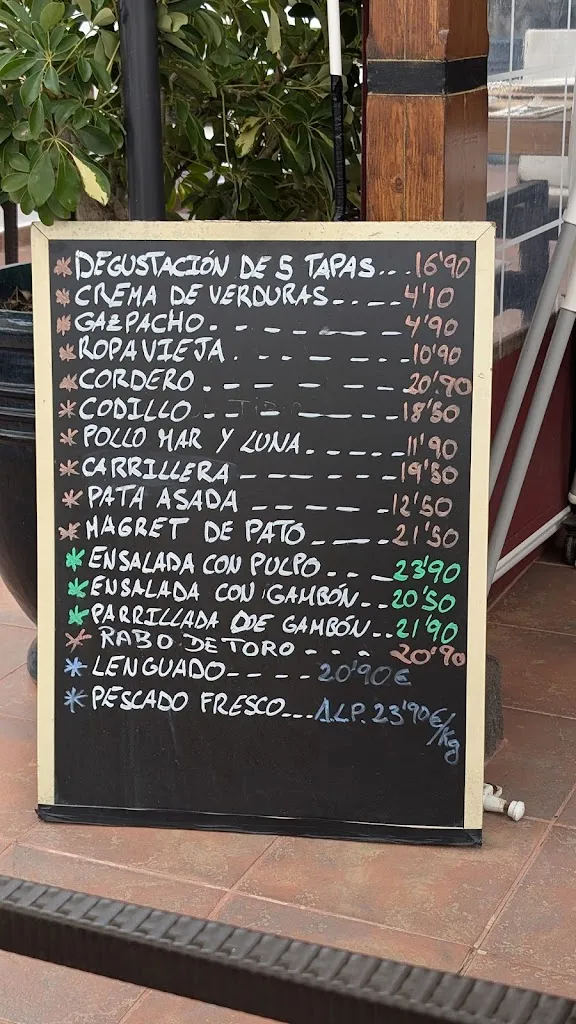 * DEGUSTACIÓN DE 5 TAPAS... 16'90
* CREMA DE VERDURAS.---- 4'10
* GAZPACHO.------- 4'90
* ROPA VIEJA.------ 10'90
* CORDERO.------ 20'90
* CODILLO ------- 18'50
* POLLO MAR Y LUNA.---- 11'90
* CARRILLERA ------ 19'50
* PATA ASADA ------ 12'50
* MAGRET DE PATO.---- 21'50
* ENSALADA CON PULPO.--- 23'90
* ENSALADA CON GAMBÓN.-- 20'50
* PARRILLADA DE GAMBÓN.-- 21'90
* RABO DE TORO --- 20'90
* LENGUADO---- 20'90€
* PESCADO FRESCO... A.L.P. 23'90€/Kg